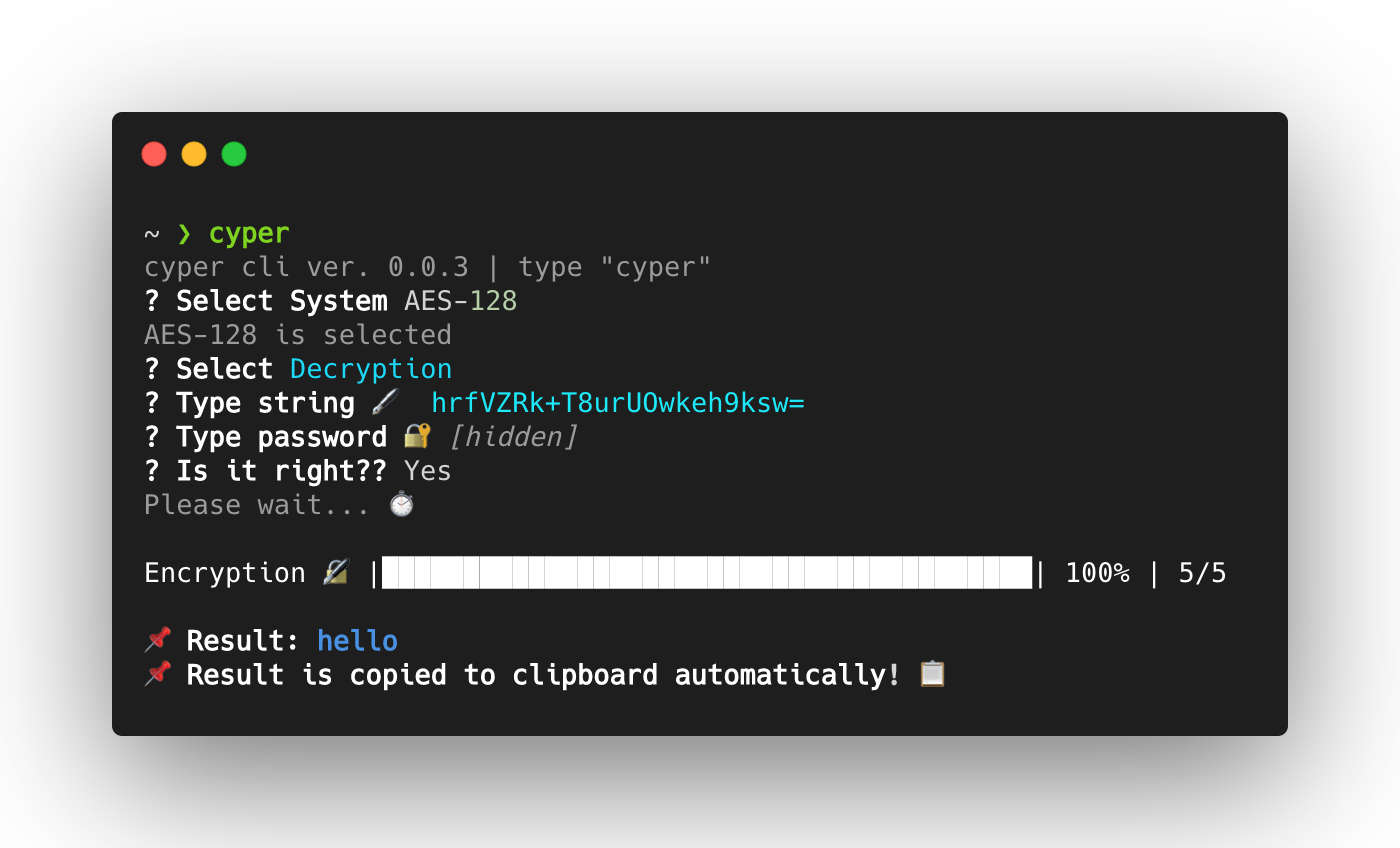 ~ ❯ cyper
cyper cli ver. 0.0.3 | type "cyper"
? Select System AES-128
AES-128 is selected
? Select Decryption
? Type string 🖌 hrfVZRk+T8urUOwkeh9ksw=
? Type password 🔐 [hidden]
? Is it right?? Yes
Please wait... ⏱
Encryption 🔏 |████████████████████████████████████████| 100% | 5/5
📌 Result: hello
📌 Result is copied to clipboard automatically! 📋